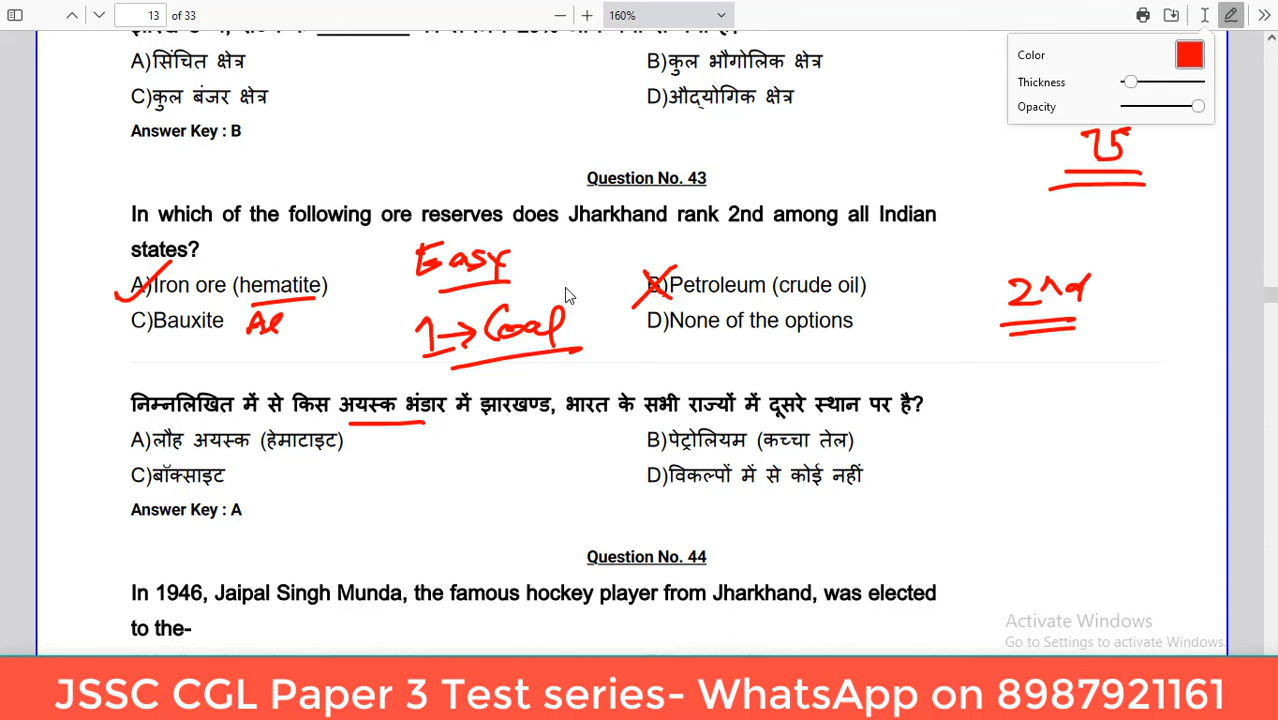 13 of 33
160%
Color
Thickness
Opacity
A)सिंचित क्षेत्र B)कुल भौगोलिक क्षेत्र
C)कुल बंजर क्षेत्र D)औद्योगिक क्षेत्र
Answer Key : B
75
Question No. 43
In which of the following ore reserves does Jharkhand rank 2nd among all Indian
states?
Easy
A)Iron ore (hematite) B)Petroleum (crude oil)
2nd
C)Bauxite Al D)None of the options
1→ Coal
निम्नलिखित में से किस अयस्क भंडार में झारखण्ड, भारत के सभी राज्यों में दूसरे स्थान पर है?
A)लौह अयस्क (हेमाटाइट) B)पेट्रोलियम (कच्चा तेल)
C)बॉक्साइट D)विकल्पों में से कोई नहीं
Answer Key : A
Question No. 44
In 1946, Jaipal Singh Munda, the famous hockey player from Jharkhand, was elected
to the-
Activate Windows
Go to Settings to activate Windows.
JSSC CGL Paper 3 Test series- WhatsApp on 8987921161